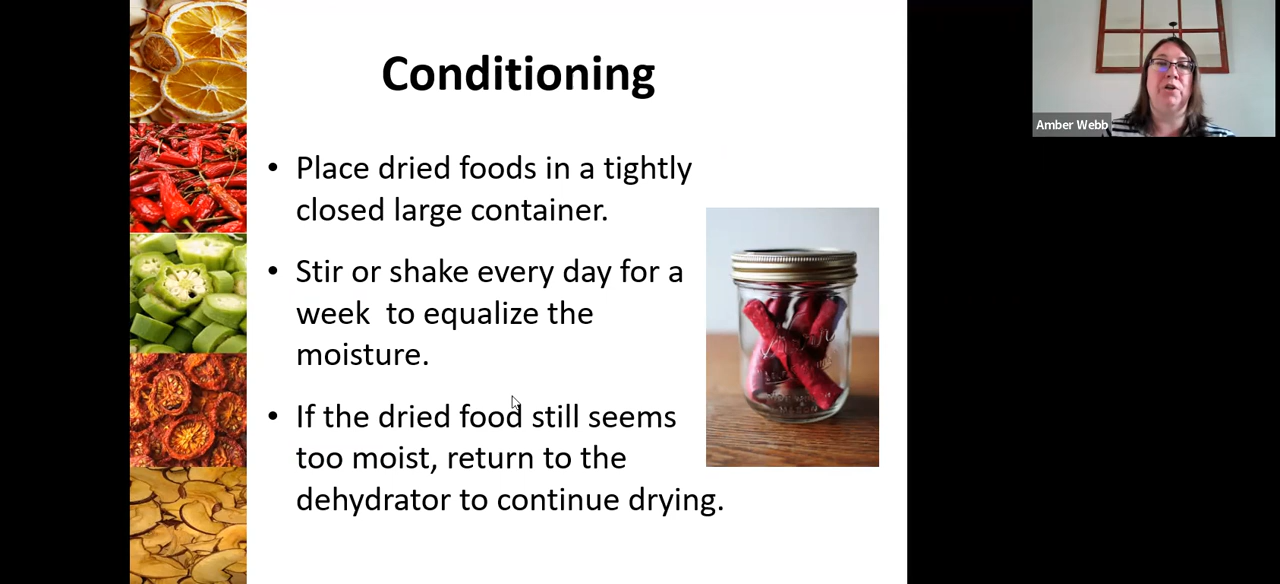 Conditioning
• Place dried foods in a tightly
closed large container.
• Stir or shake every day for a
week  to equalize the
moisture.
• If the dried food still seems
too moist, return to the
dehydrator to continue drying.
Amber Webb